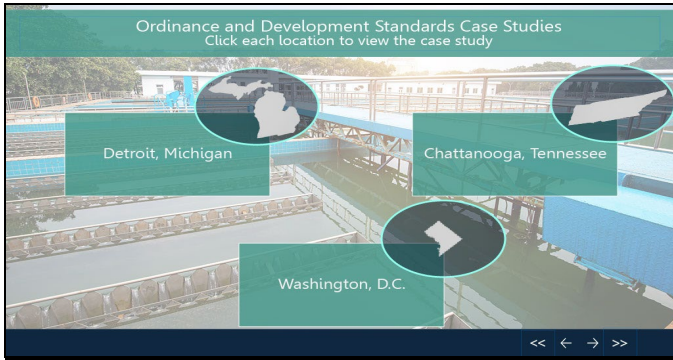 Ordinance and Development Standards Case Studies
Click each location to view the case study
Detroit, Michigan
Chattanooga, Tennessee
Washington, D.C.
<< ← → >>